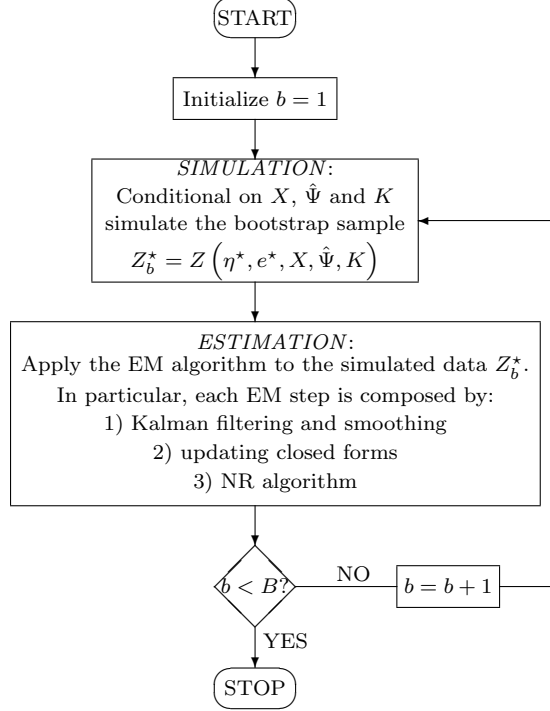 START
Initialize b = 1
SIMULATION:
Conditional on X, Ψ̂ and K
simulate the bootstrap sample
Z_b^⋆ = Z (η^⋆, e^⋆, X, Ψ̂, K)
ESTIMATION:
Apply the EM algorithm to the simulated data Z_b^⋆.
In particular, each EM step is composed by:
1) Kalman filtering and smoothing
2) updating closed forms
3) NR algorithm
b < B?
NO
b = b + 1
YES
STOP